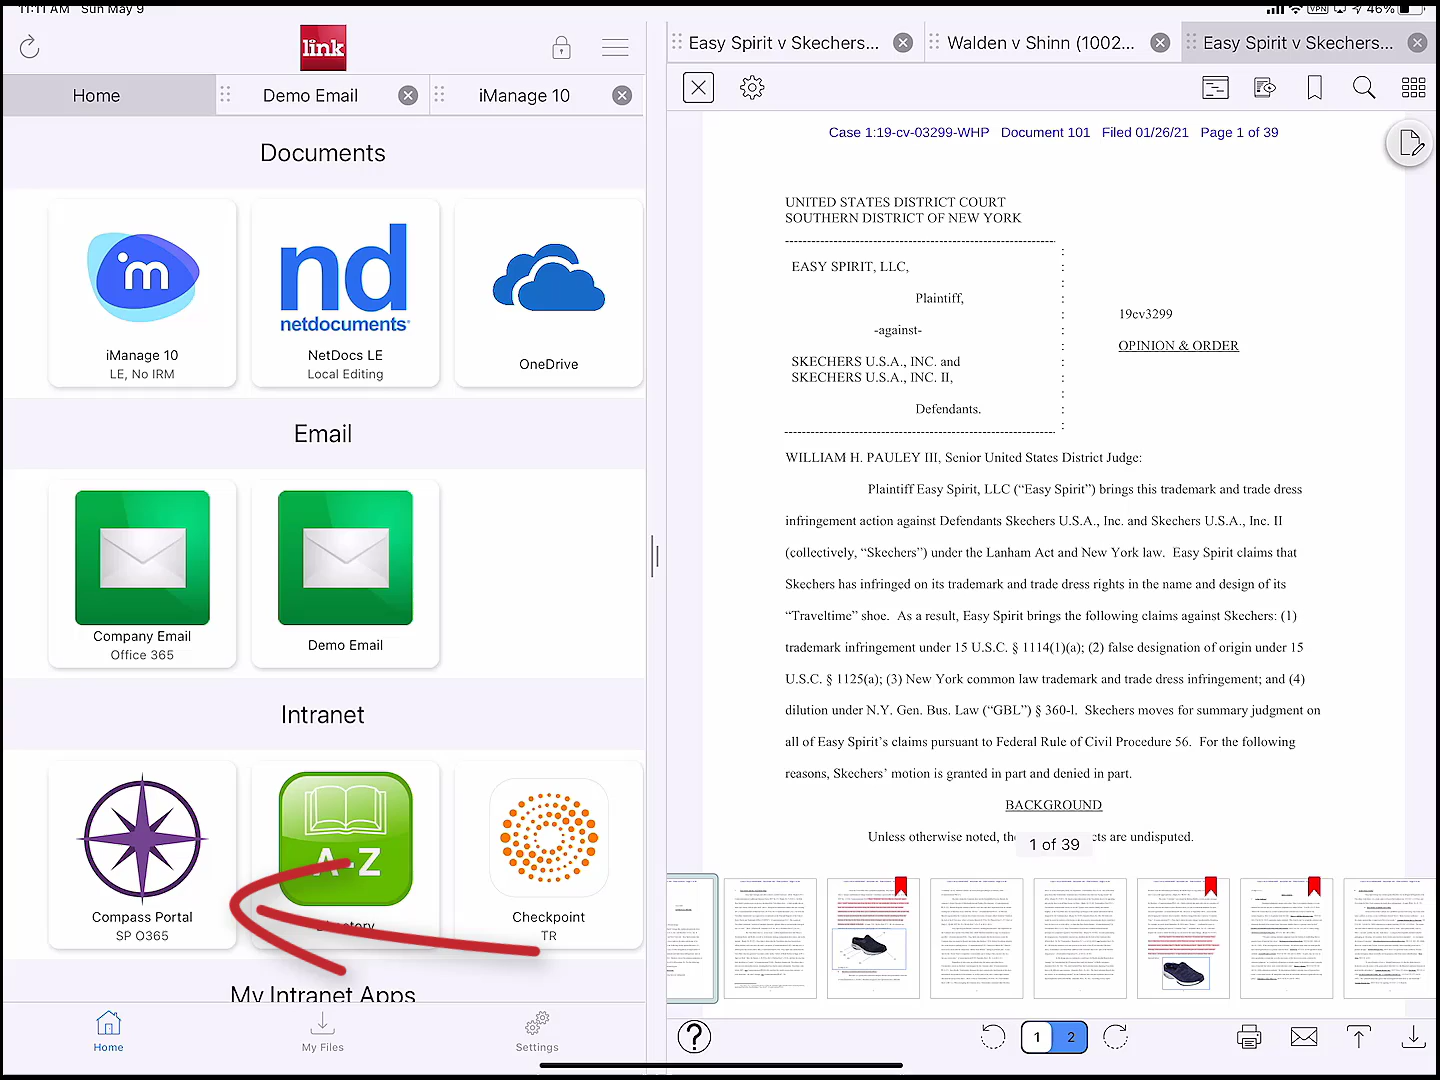 11:11 AM Sun May 9
VPN 46%
link
Home
Demo Email
iManage 10
Documents
im
iManage 10
LE, No IRM
nd
netdocuments
NetDocs LE
Local Editing
OneDrive
Email
Company Email
Office 365
Demo Email
Intranet
Compass Portal
SP O365
A-Z
Checkpoint
TR
My Intranet Apps
Home
My Files
Settings
Easy Spirit v Skechers...
Walden v Shinn (1002...
Easy Spirit v Skechers...
Case 1:19-cv-03299-WHP Document 101 Filed 01/26/21 Page 1 of 39
UNITED STATES DISTRICT COURT
SOUTHERN DISTRICT OF NEW YORK
EASY SPIRIT, LLC,
Plaintiff,
-against-
SKECHERS U.S.A., INC. and
SKECHERS U.S.A., INC. II,
Defendants.
19cv3299
OPINION & ORDER
WILLIAM H. PAULEY III, Senior United States District Judge:
Plaintiff Easy Spirit, LLC (“Easy Spirit”) brings this trademark and trade dress
infringement action against Defendants Skechers U.S.A., Inc. and Skechers U.S.A., Inc. II
(collectively, “Skechers”) under the Lanham Act and New York law. Easy Spirit claims that
Skechers has infringed on its trademark and trade dress rights in the name and design of its
“Traveltime” shoe. As a result, Easy Spirit brings the following claims against Skechers: (1)
trademark infringement under 15 U.S.C. § 1114(1)(a); (2) false designation of origin under 15
U.S.C. § 1125(a); (3) New York common law trademark and trade dress infringement; and (4)
dilution under N.Y. Gen. Bus. Law (“GBL”) § 360-l. Skechers moves for summary judgment on
all of Easy Spirit’s claims pursuant to Federal Rule of Civil Procedure 56. For the following
reasons, Skechers’ motion is granted in part and denied in part.
BACKGROUND
Unless otherwise noted, are undisputed.
1 of 39
?
1 2